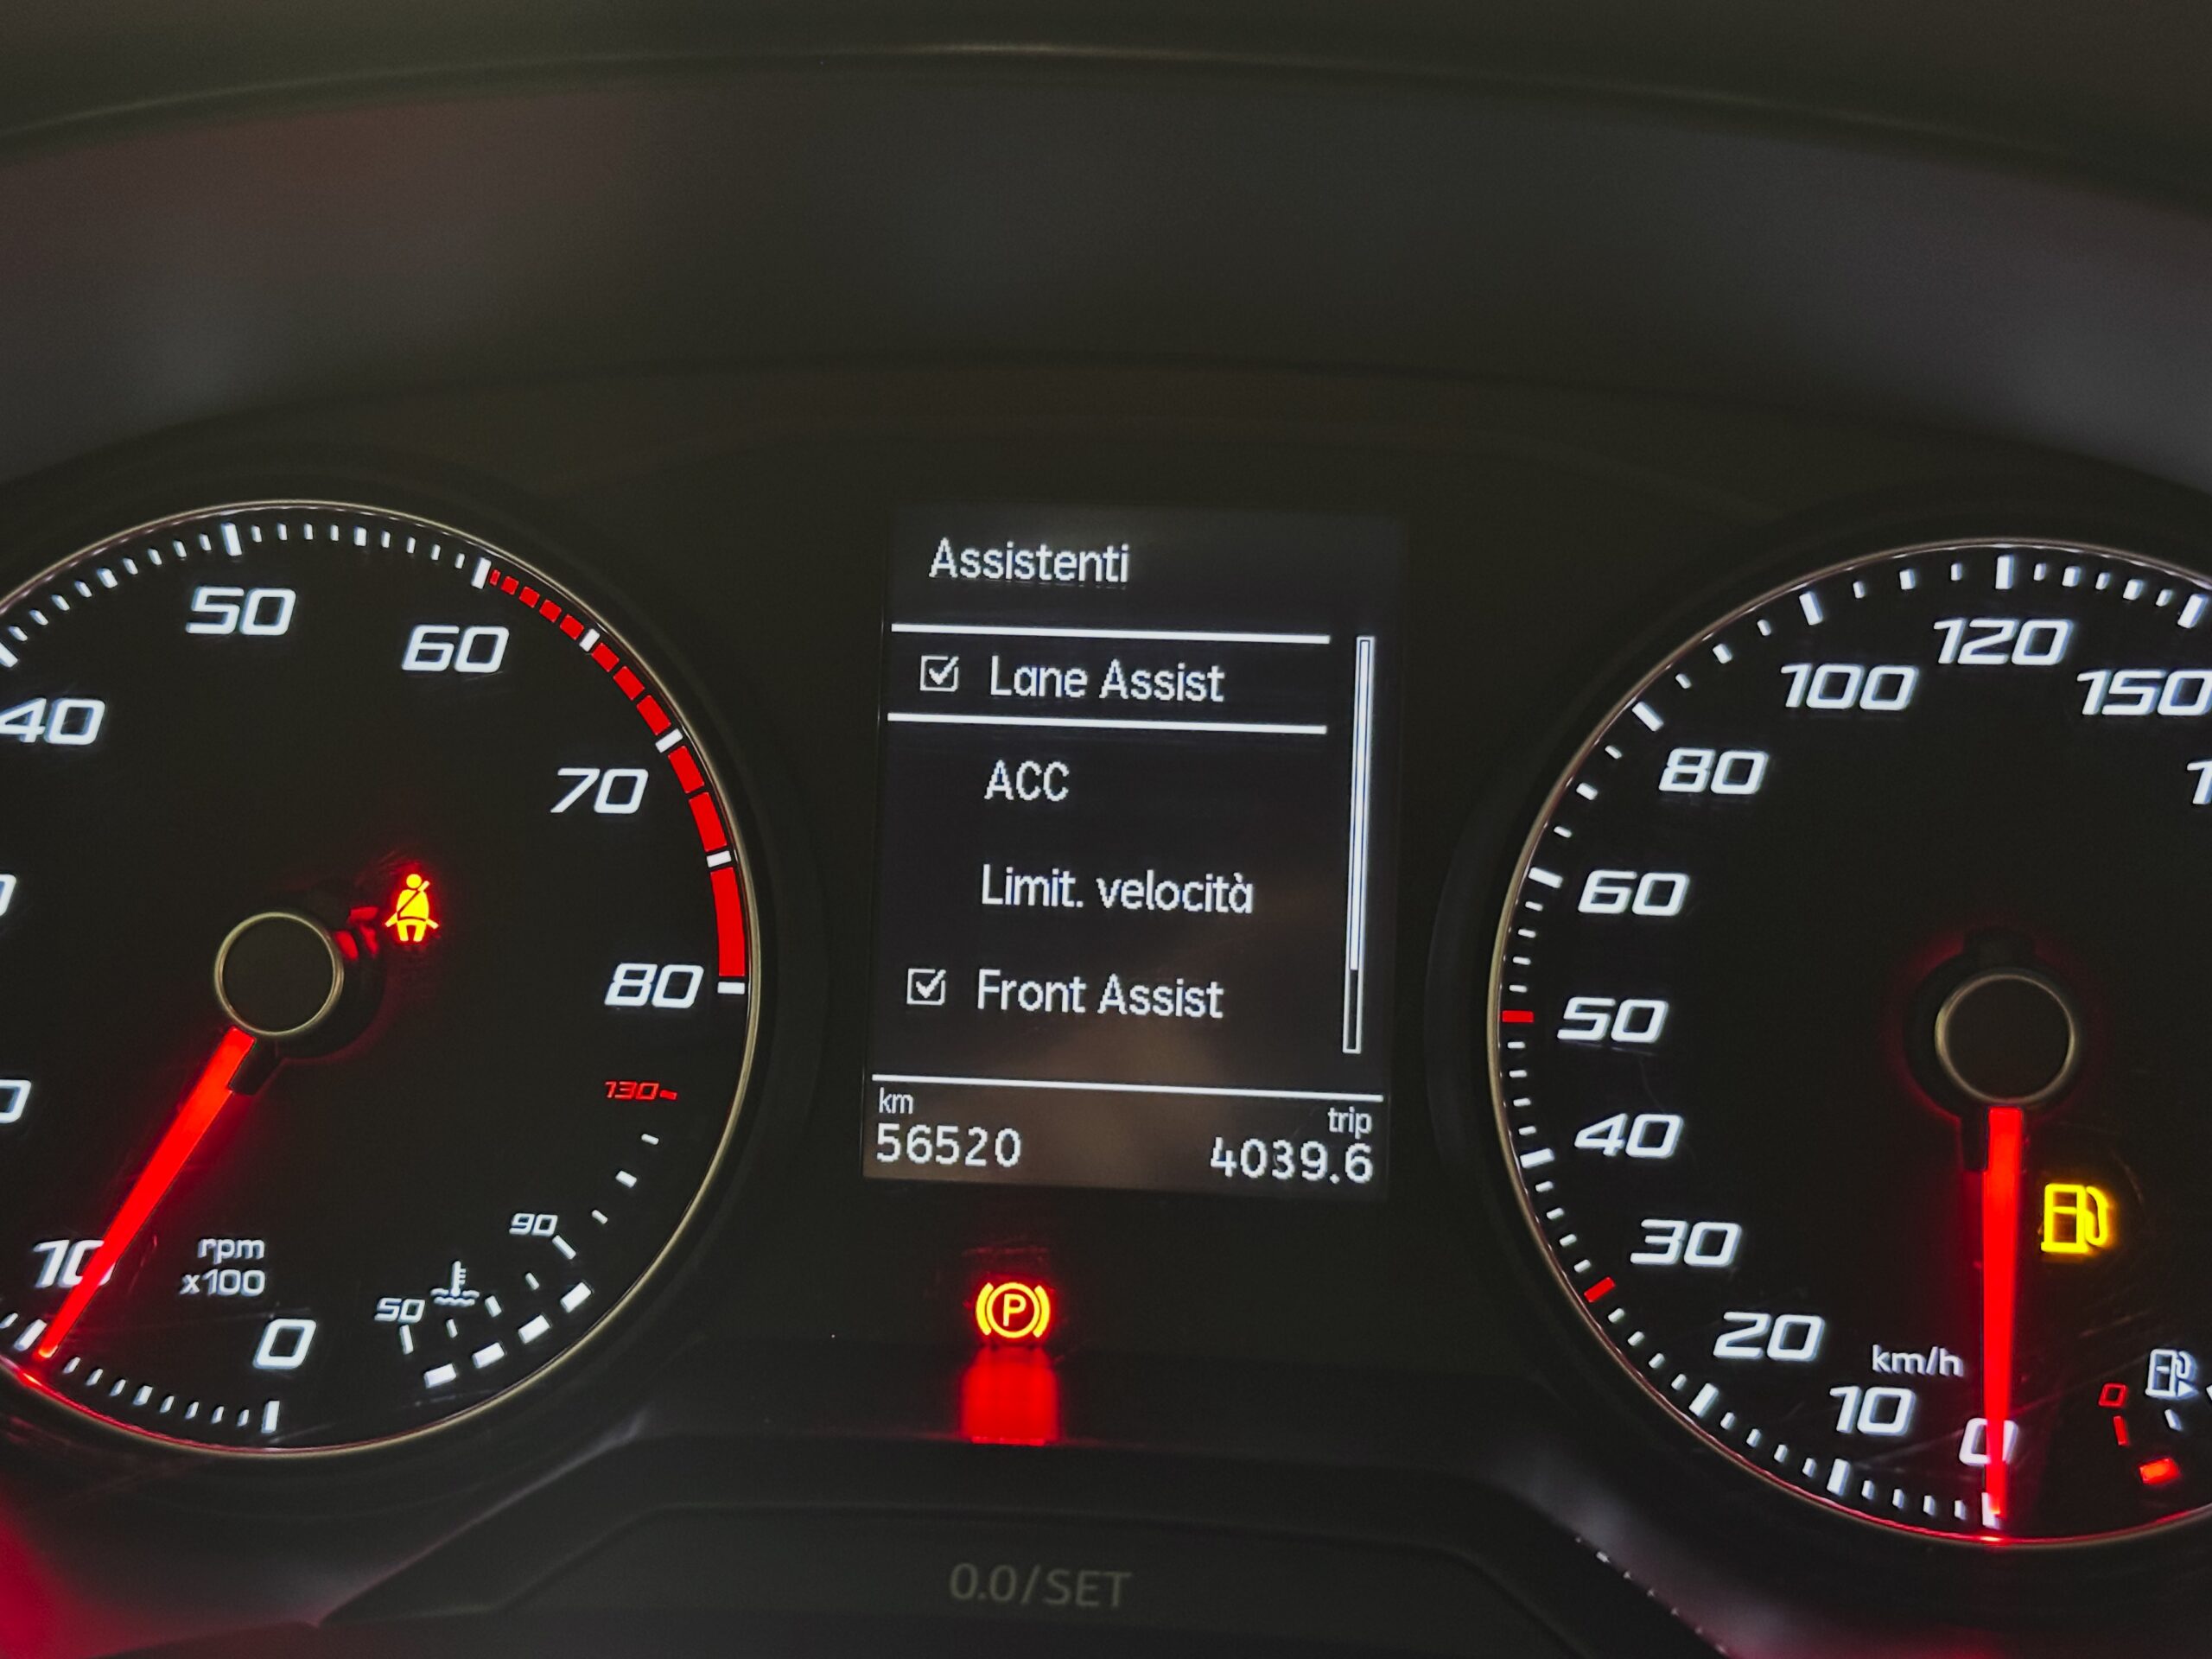 50
60
40
70
80
130
90
50
rpm
x100
10
0
Assistenti
Lane Assist
ACC
Limit. velocità
Front Assist
km
trip
56520
4039.6
P
0.0/SET
120
100
150
80
60
50
40
30
20
km/h
10
0
0